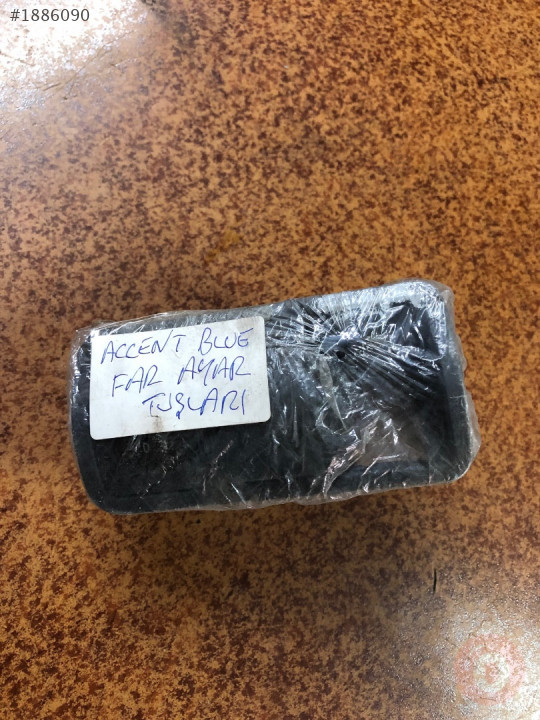 #1886090
ACCENT BLUE
FAR AYAR
TUŞLARI